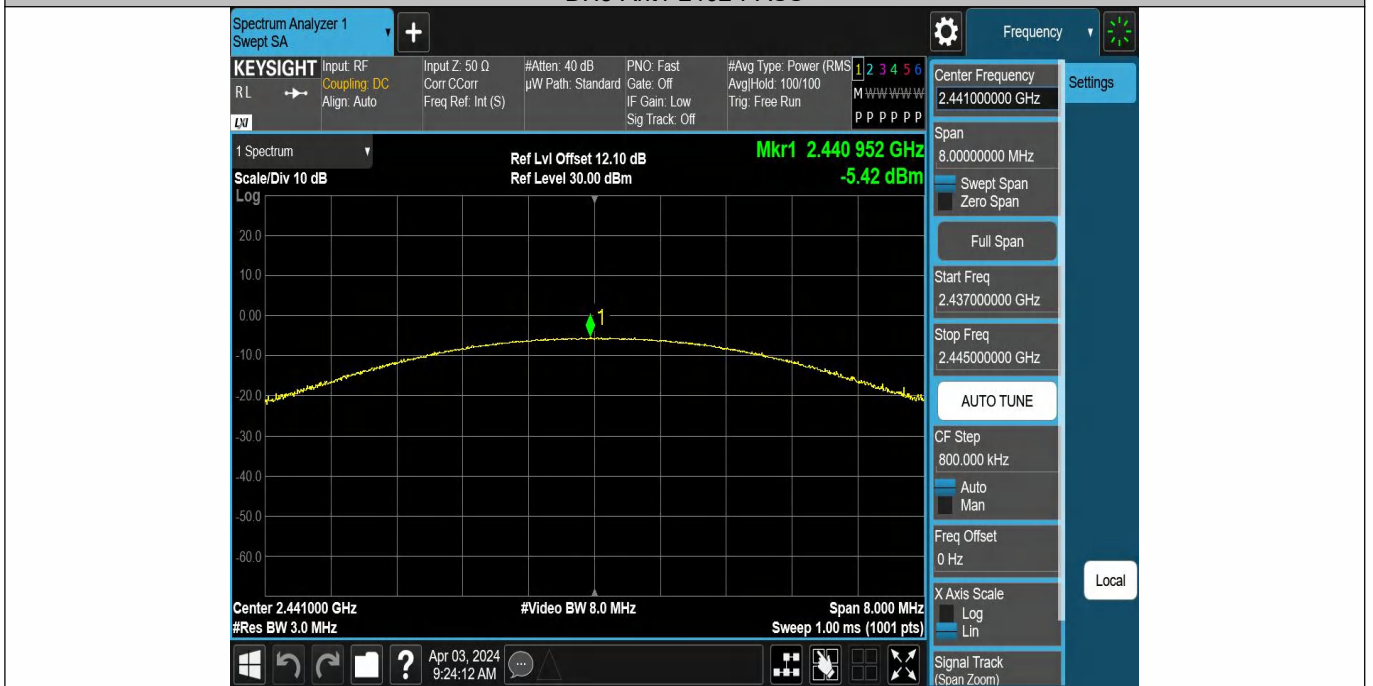 Spectrum Analyzer 1
Swept SA
+
Frequency
KEYSIGHT
RL
LXI
Input: RF
Coupling: DC
Align: Auto
Input Z: 50 Ω
Corr CCorr
Freq Ref: Int (S)
#Atten: 40 dB
µW Path: Standard
PNO: Fast
Gate: Off
IF Gain: Low
Sig Track: Off
#Avg Type: Power (RMS
Avg|Hold: 100/100
Trig: Free Run
1 2 3 4 5 6
M W W W W W
P P P P P P
1 Spectrum
Scale/Div 10 dB
Ref Lvl Offset 12.10 dB
Ref Level 30.00 dBm
Mkr1 2.440 952 GHz
-5.42 dBm
Log
20.0
10.0
0.00
-10.0
-20.0
-30.0
-40.0
-50.0
-60.0
1
Center 2.441000 GHz
#Res BW 3.0 MHz
#Video BW 8.0 MHz
Span 8.000 MHz
Sweep 1.00 ms (1001 pts)
Apr 03, 2024
9:24:12 AM
Center Frequency
2.441000000 GHz
Settings
Span
8.00000000 MHz
Swept Span
Zero Span
Full Span
Start Freq
2.437000000 GHz
Stop Freq
2.445000000 GHz
AUTO TUNE
CF Step
800.000 kHz
Auto
Man
Freq Offset
0 Hz
X Axis Scale
Log
Lin
Local
Signal Track
(Span Zoom)